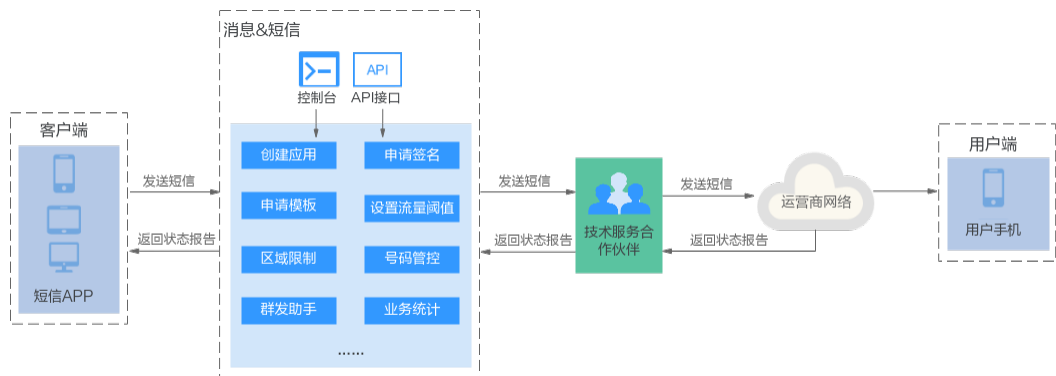 消息&短信
API
控制台
API接口
客户端
短信APP
发送短信
返回状态报告
创建应用
申请签名
申请模板
设置流量阈值
区域限制
号码管控
群发助手
业务统计
......
发送短信
返回状态报告
技术服务合
作伙伴
发送短信
返回状态报告
运营商网络
用户端
用户手机